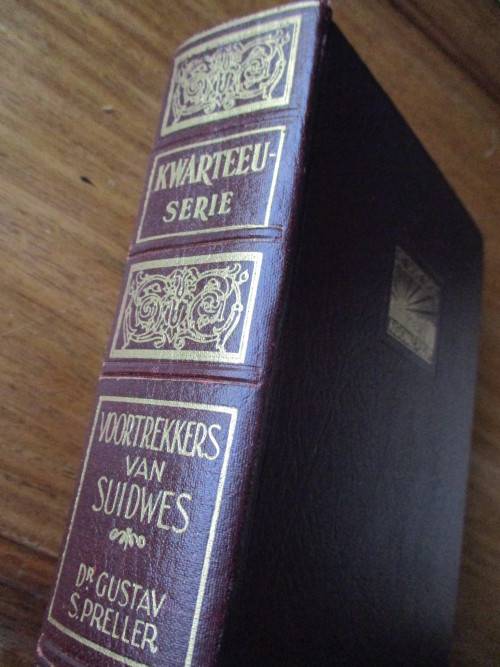 KWARTEEU-
SERIE
VOORTREKKERS
VAN
SUIDWES
DR GUSTAV
S. PRELLER